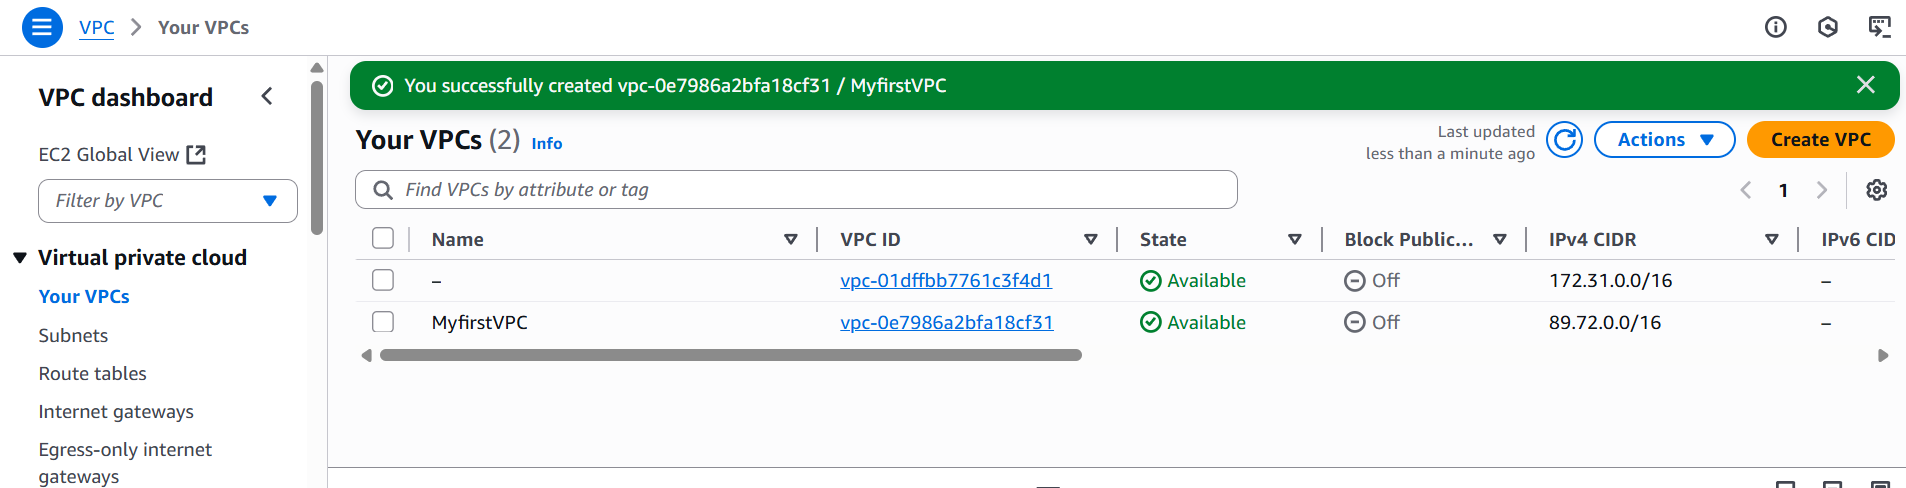 VPC > Your VPCs
VPC dashboard
EC2 Global View
Filter by VPC
Virtual private cloud
Your VPCs
Subnets
Route tables
Internet gateways
Egress-only internet
gateways
You successfully created vpc-0e7986a2bfa18cf31 / MyfirstVPC
Your VPCs (2) Info
Last updated
less than a minute ago
Actions
Create VPC
Find VPCs by attribute or tag
1
Name VPC ID State Block Public... IPv4 CIDR IPv6 CID
– vpc-01dffbb7761c3f4d1 Available Off 172.31.0.0/16 –
MyfirstVPC vpc-0e7986a2bfa18cf31 Available Off 89.72.0.0/16 –